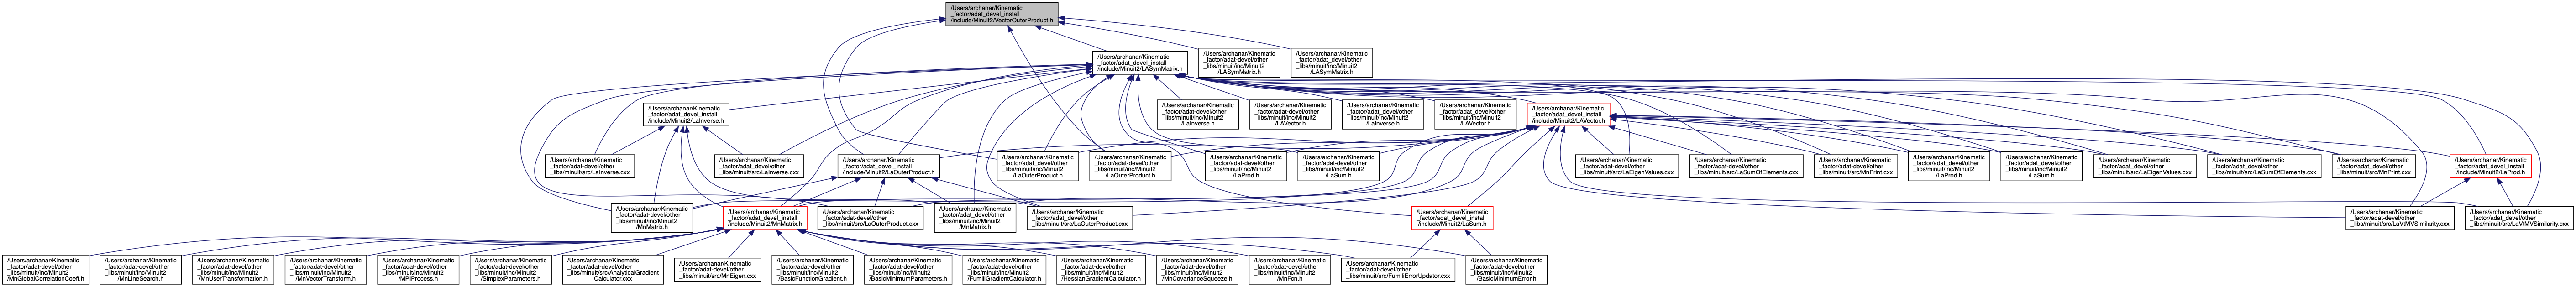 /Users/archanar/Kinematic
_factor/adat_devel_install
/include/Minuit2/VectorOuterProduct.h
/Users/archanar/Kinematic
_factor/adat_devel_install
/include/Minuit2/LASymMatrix.h
/Users/archanar/Kinematic
_factor/adat-devel/other
_libs/minuit/inc/Minuit2
/LASymMatrix.h
/Users/archanar/Kinematic
_factor/adat_devel/other
_libs/minuit/inc/Minuit2
/LASymMatrix.h
/Users/archanar/Kinematic
_factor/adat_devel_install
/include/Minuit2/LaInverse.h
/Users/archanar/Kinematic
_factor/adat-devel/other
_libs/minuit/inc/Minuit2
/LaInverse.h
/Users/archanar/Kinematic
_factor/adat-devel/other
_libs/minuit/inc/Minuit2
/LAVector.h
/Users/archanar/Kinematic
_factor/adat_devel/other
_libs/minuit/inc/Minuit2
/LaInverse.h
/Users/archanar/Kinematic
_factor/adat_devel/other
_libs/minuit/inc/Minuit2
/LAVector.h
/Users/archanar/Kinematic
_factor/adat_devel_install
/include/Minuit2/LAVector.h
/Users/archanar/Kinematic
_factor/adat-devel/other
_libs/minuit/src/LaInverse.cxx
/Users/archanar/Kinematic
_factor/adat_devel/other
_libs/minuit/src/LaInverse.cxx
/Users/archanar/Kinematic
_factor/adat_devel_install
/include/Minuit2/LaOuterProduct.h
/Users/archanar/Kinematic
_factor/adat-devel/other
_libs/minuit/inc/Minuit2
/LaOuterProduct.h
/Users/archanar/Kinematic
_factor/adat_devel/other
_libs/minuit/inc/Minuit2
/LaOuterProduct.h
/Users/archanar/Kinematic
_factor/adat-devel/other
_libs/minuit/inc/Minuit2
/LaProd.h
/Users/archanar/Kinematic
_factor/adat-devel/other
_libs/minuit/inc/Minuit2
/LaSum.h
/Users/archanar/Kinematic
_factor/adat-devel/other
_libs/minuit/src/LaEigenValues.cxx
/Users/archanar/Kinematic
_factor/adat-devel/other
_libs/minuit/src/LaSumOfElements.cxx
/Users/archanar/Kinematic
_factor/adat-devel/other
_libs/minuit/src/MnPrint.cxx
/Users/archanar/Kinematic
_factor/adat_devel/other
_libs/minuit/inc/Minuit2
/LaProd.h
/Users/archanar/Kinematic
_factor/adat_devel/other
_libs/minuit/inc/Minuit2
/LaSum.h
/Users/archanar/Kinematic
_factor/adat_devel/other
_libs/minuit/src/LaEigenValues.cxx
/Users/archanar/Kinematic
_factor/adat_devel/other
_libs/minuit/src/LaSumOfElements.cxx
/Users/archanar/Kinematic
_factor/adat_devel/other
_libs/minuit/src/MnPrint.cxx
/Users/archanar/Kinematic
_factor/adat_devel_install
/include/Minuit2/LaProd.h
/Users/archanar/Kinematic
_factor/adat-devel/other
_libs/minuit/inc/Minuit2
/MnMatrix.h
/Users/archanar/Kinematic
_factor/adat_devel_install
/include/Minuit2/MnMatrix.h
/Users/archanar/Kinematic
_factor/adat-devel/other
_libs/minuit/src/LaOuterProduct.cxx
/Users/archanar/Kinematic
_factor/adat_devel/other
_libs/minuit/inc/Minuit2
/MnMatrix.h
/Users/archanar/Kinematic
_factor/adat_devel/other
_libs/minuit/src/LaOuterProduct.cxx
/Users/archanar/Kinematic
_factor/adat_devel_install
/include/Minuit2/LaSum.h
/Users/archanar/Kinematic
_factor/adat-devel/other
_libs/minuit/src/LaVtMVSimilarity.cxx
/Users/archanar/Kinematic
_factor/adat_devel/other
_libs/minuit/src/LaVtMVSimilarity.cxx
/Users/archanar/Kinematic
_factor/adat-devel/other
_libs/minuit/inc/Minuit2
/MnGlobalCorrelationCoeff.h
/Users/archanar/Kinematic
_factor/adat-devel/other
_libs/minuit/inc/Minuit2
/MnLineSearch.h
/Users/archanar/Kinematic
_factor/adat-devel/other
_libs/minuit/inc/Minuit2
/MnUserTransformation.h
/Users/archanar/Kinematic
_factor/adat-devel/other
_libs/minuit/inc/Minuit2
/MnVectorTransform.h
/Users/archanar/Kinematic
_factor/adat-devel/other
_libs/minuit/inc/Minuit2
/MPIProcess.h
/Users/archanar/Kinematic
_factor/adat-devel/other
_libs/minuit/inc/Minuit2
/SimplexParameters.h
/Users/archanar/Kinematic
_factor/adat-devel/other
_libs/minuit/src/AnalyticalGradient
Calculator.cxx
/Users/archanar/Kinematic
_factor/adat-devel/other
_libs/minuit/src/MnEigen.cxx
/Users/archanar/Kinematic
_factor/adat-devel/other
_libs/minuit/inc/Minuit2
/BasicFunctionGradient.h
/Users/archanar/Kinematic
_factor/adat-devel/other
_libs/minuit/inc/Minuit2
/BasicMinimumParameters.h
/Users/archanar/Kinematic
_factor/adat-devel/other
_libs/minuit/inc/Minuit2
/FumiliGradientCalculator.h
/Users/archanar/Kinematic
_factor/adat-devel/other
_libs/minuit/inc/Minuit2
/HessianGradientCalculator.h
/Users/archanar/Kinematic
_factor/adat-devel/other
_libs/minuit/inc/Minuit2
/MnCovarianceSqueeze.h
/Users/archanar/Kinematic
_factor/adat-devel/other
_libs/minuit/inc/Minuit2
/MnFcn.h
/Users/archanar/Kinematic
_factor/adat-devel/other
_libs/minuit/src/FumiliErrorUpdator.cxx
/Users/archanar/Kinematic
_factor/adat-devel/other
_libs/minuit/inc/Minuit2
/BasicMinimumError.h